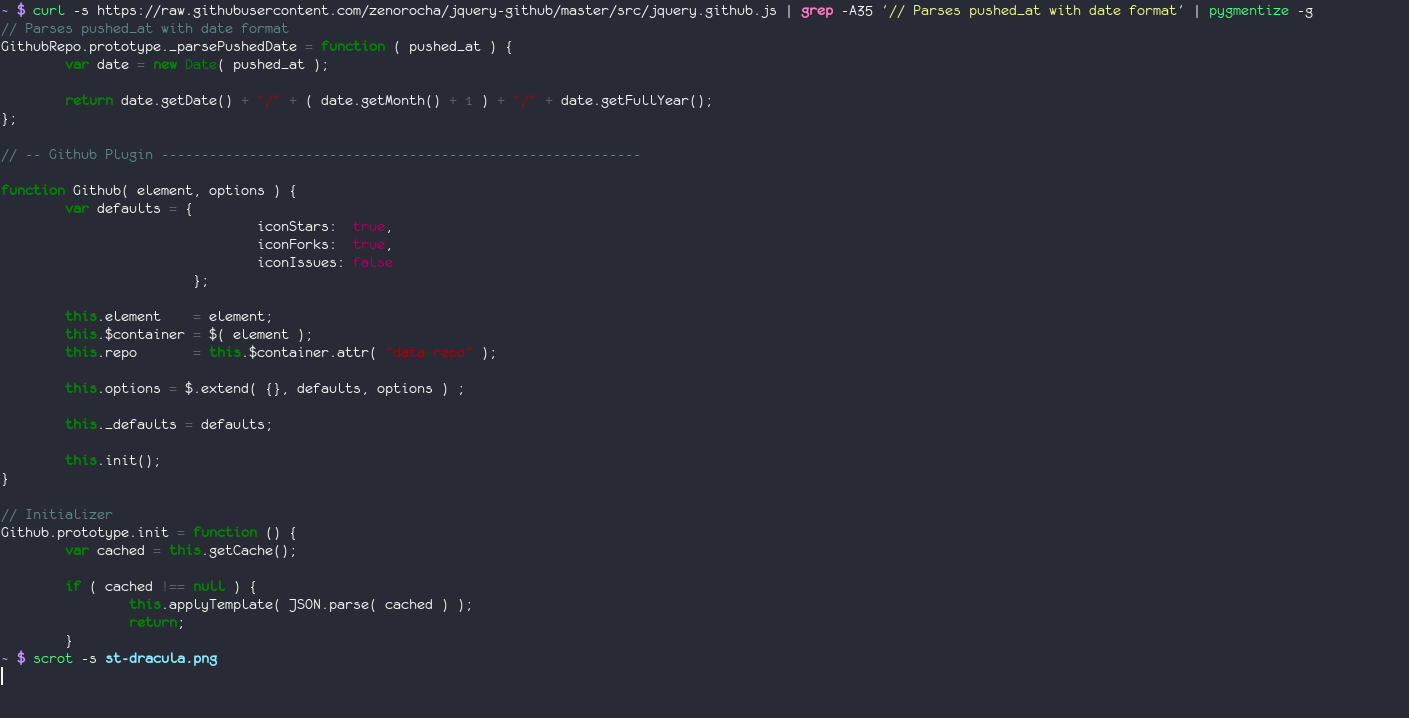 ~ $ curl -s https://raw.githubusercontent.com/zenorocha/jquery-github/master/src/jquery.github.js | grep -A35 '// Parses pushed_at with date format' | pygmentize -g
// Parses pushed_at with date format
GithubRepo.prototype._parsePushedDate = function ( pushed_at ) {
        var date = new Date( pushed_at );

        return date.getDate() + "/" + ( date.getMonth() + 1 ) + "/" + date.getFullYear();
};

// -- Github Plugin ------------------------------------------------------------

function Github( element, options ) {
        var defaults = {
                                iconStars:  true,
                                iconForks:  true,
                                iconIssues: false
                        };

        this.element    = element;
        this.$container = $( element );
        this.repo       = this.$container.attr( "data-repo" );

        this.options = $.extend( {}, defaults, options ) ;

        this._defaults = defaults;

        this.init();
}

// Initializer
Github.prototype.init = function () {
        var cached = this.getCache();

        if ( cached !== null ) {
                this.applyTemplate( JSON.parse( cached ) );
                return;
        }
~ $ scrot -s st-dracula.png